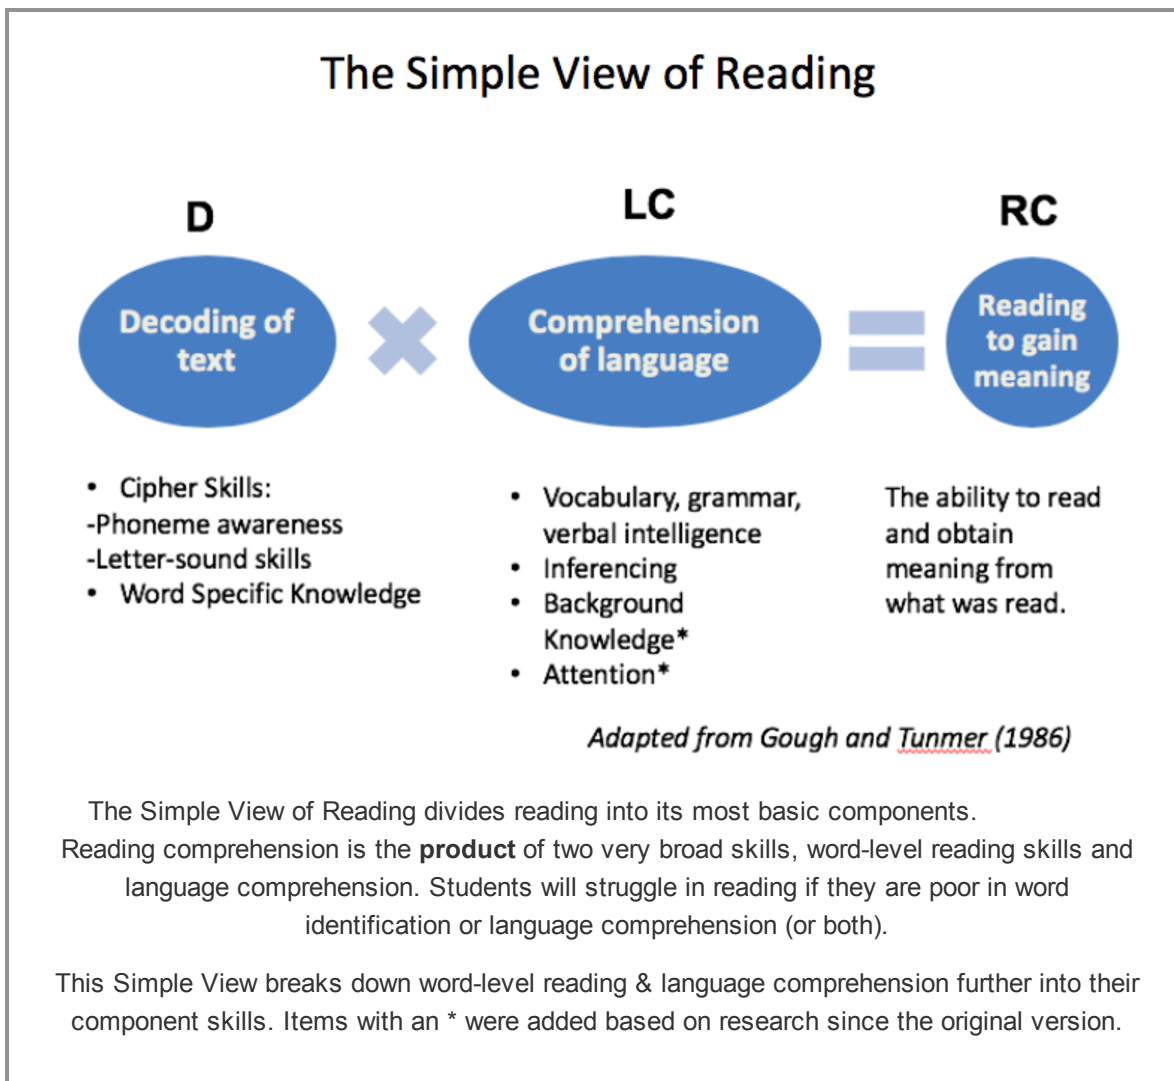 The Simple View of Reading
D
LC
RC
Decoding of
text
Comprehension
of language
Reading
to gain
meaning
• Cipher Skills:
-Phoneme awareness
-Letter-sound skills
• Word Specific Knowledge
• Vocabulary, grammar,
verbal intelligence
• Inferencing
• Background
Knowledge*
• Attention*
The ability to read
and obtain
meaning from
what was read.
Adapted from Gough and Tunmer (1986)
The Simple View of Reading divides reading into its most basic components.
Reading comprehension is the product of two very broad skills, word-level reading skills and
language comprehension. Students will struggle in reading if they are poor in word
identification or language comprehension (or both).
This Simple View breaks down word-level reading & language comprehension further into their
component skills. Items with an * were added based on research since the original version.